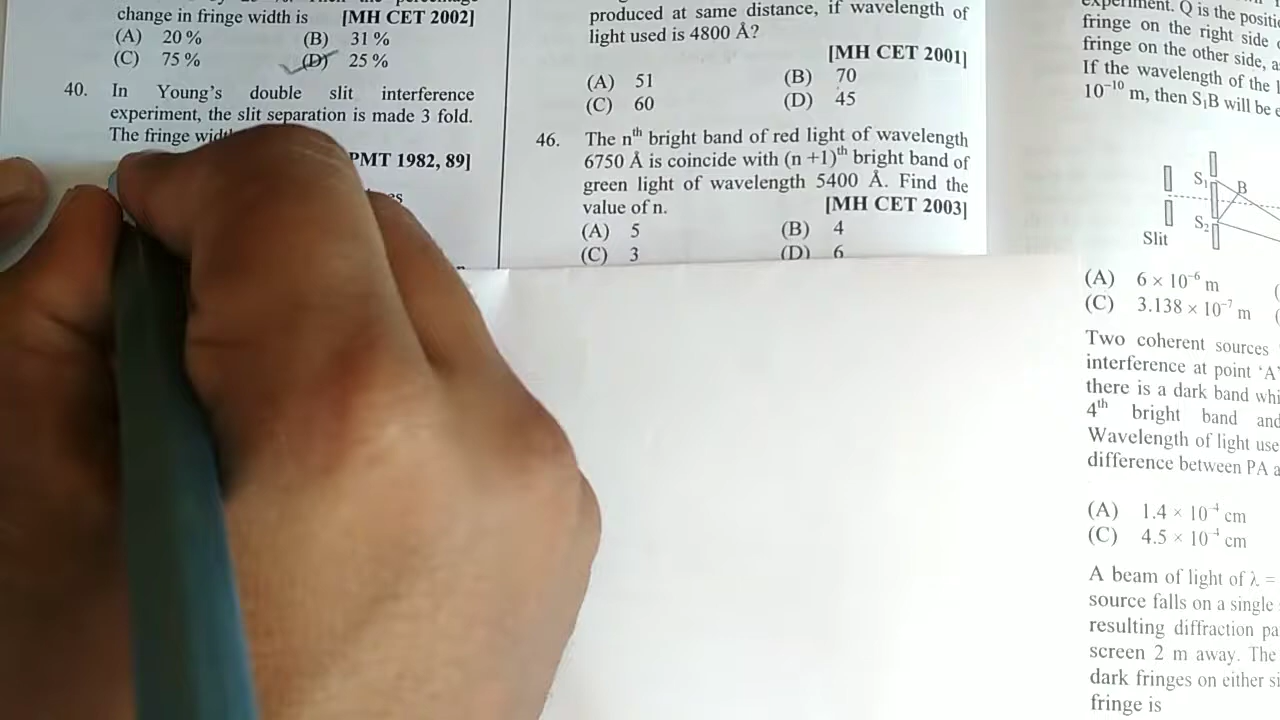 change in fringe width is [MH CET 2002]
(A) 20 % (B) 31 %
(C) 75 % (D) 25 %
40. In Young's double slit interference
experiment, the slit separation is made 3 fold.
The fringe
PMT 1982, 89]
produced at same distance, if wavelength of
light used is 4800 Å?
[MH CET 2001]
(A) 51 (B) 70
(C) 60 (D) 45
46. The nth bright band of red light of wavelength
6750 Å is coincide with (n +1)th bright band of
green light of wavelength 5400 Å. Find the
value of n. [MH CET 2003]
(A) 5 (B) 4
(C) 3 (D) 6
experiment. Q is the
fringe on the right side
fringe on the other side,
If the wavelength of the
10⁻¹⁰ m, then S₁B will be
S₁ B
S₂
Slit
(A) 6 × 10⁻⁶ m
(C) 3.138 × 10⁻⁷ m
Two coherent sources
interference at point 'A'
there is a dark band
4th bright band
Wavelength of light
difference between PA
(A) 1.4 × 10⁻⁴ cm
(C) 4.5 × 10⁻⁴ cm
A beam of light of λ =
source falls on a single
resulting diffraction
screen 2 m away. The
dark fringes on either
fringe is